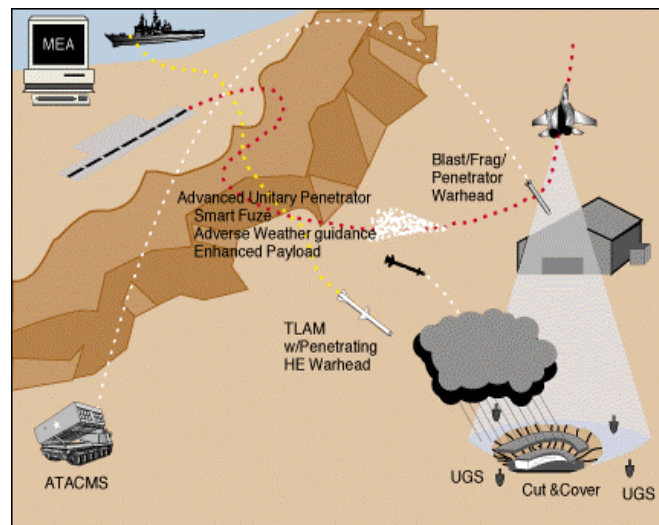 MEA
Blast/Frag/
Penetrator
Warhead
Advanced Unitary Penetrator
Smart Fuze
Adverse Weather guidance
Enhanced Payload
TLAM
w/Penetrating
HE Warhead
ATACMS
UGS
Cut &Cover
UGS